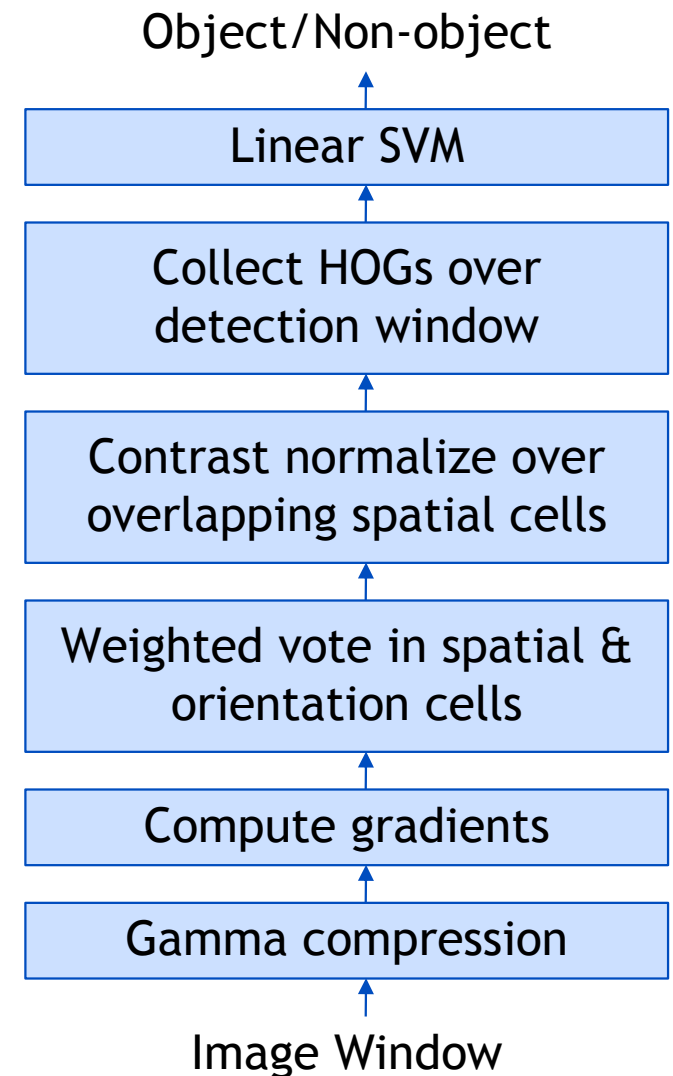 Object/Non-object
Linear SVM
Collect HOGs over
detection window
Contrast normalize over
overlapping spatial cells
Weighted vote in spatial &
orientation cells
Compute gradients
Gamma compression
Image Window